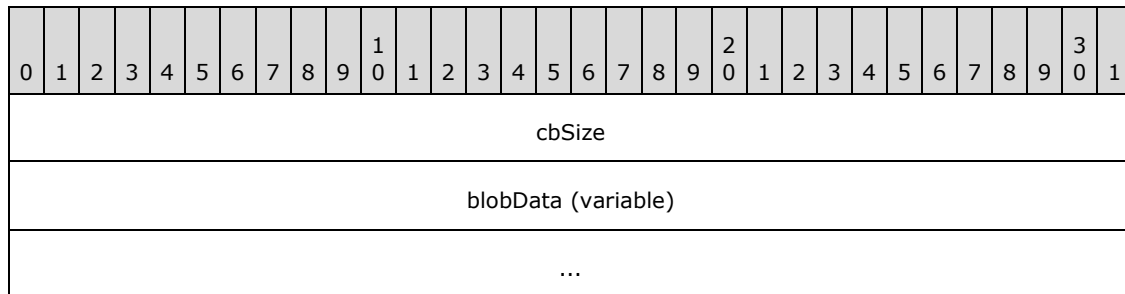 0 1 2 3 4 5 6 7 8 9 1 0 1 2 3 4 5 6 7 8 9 2 0 1 2 3 4 5 6 7 8 9 3 0 1
cbSize
blobData (variable)
...